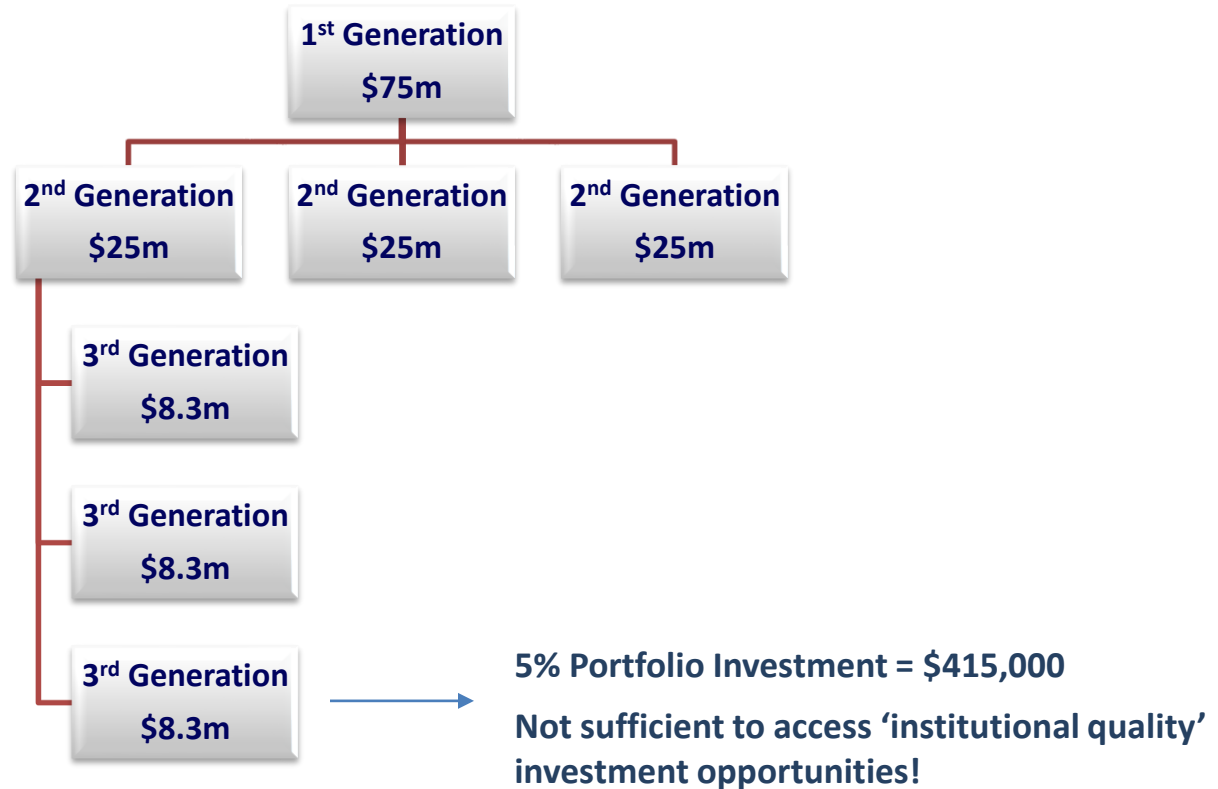 1st Generation
$75m
2nd Generation
$25m
2nd Generation
$25m
2nd Generation
$25m
3rd Generation
$8.3m
3rd Generation
$8.3m
3rd Generation
$8.3m
5% Portfolio Investment = $415,000
Not sufficient to access ‘institutional quality’
investment opportunities!